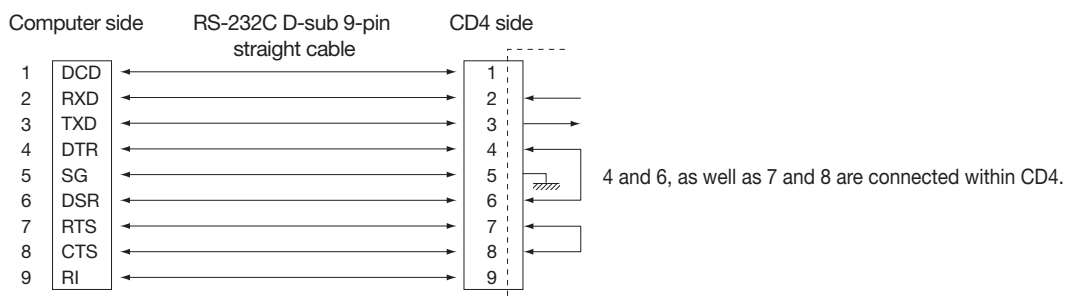 Computer side RS-232C D-sub 9-pin CD4 side
straight cable
1 DCD 1
2 RXD 2
3 TXD 3
4 DTR 4
5 SG 5 4 and 6, as well as 7 and 8 are connected within CD4.
6 DSR 6
7 RTS 7
8 CTS 8
9 RI 9